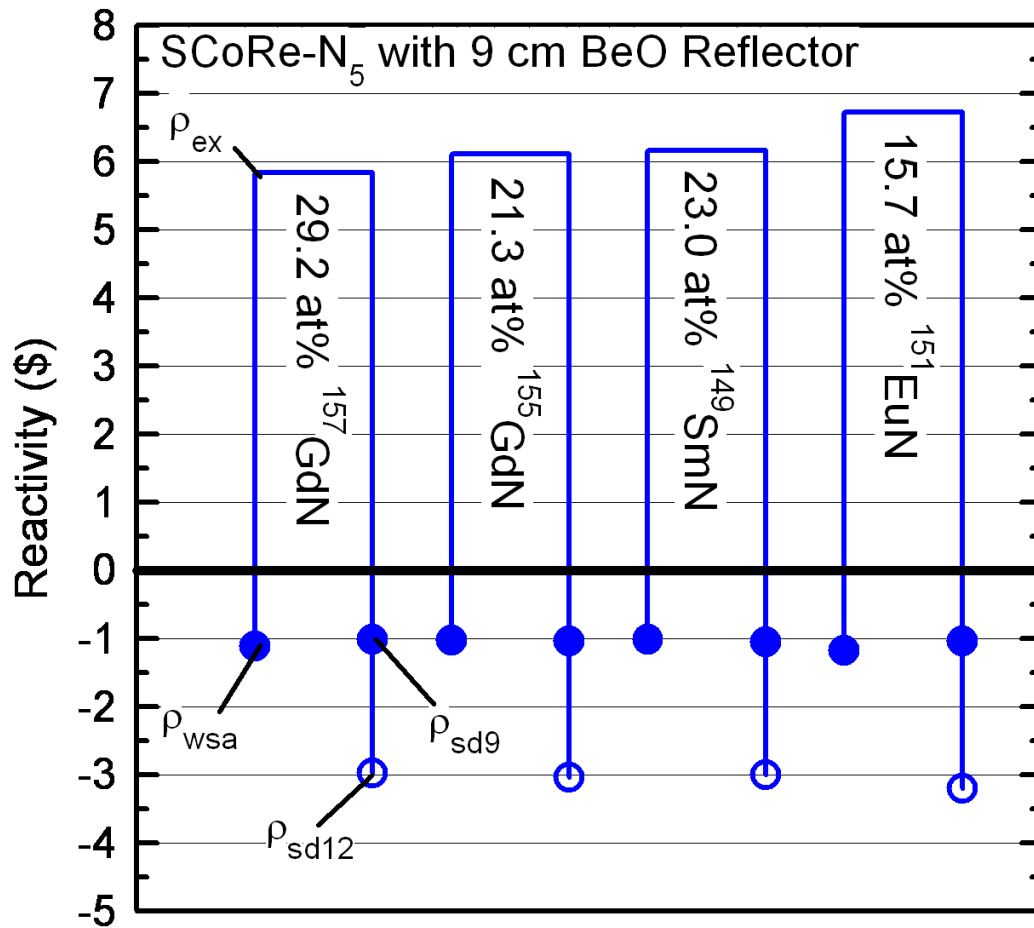 SCoRe-N5 with 9 cm BeO Reflector
Reactivity ($)
8
7
6
5
4
3
2
1
0
-1
-2
-3
-4
-5
ρex
29.2 at% 157GdN
21.3 at% 155GdN
23.0 at% 149SmN
15.7 at% 151EuN
ρwsa
ρsd9
ρsd12